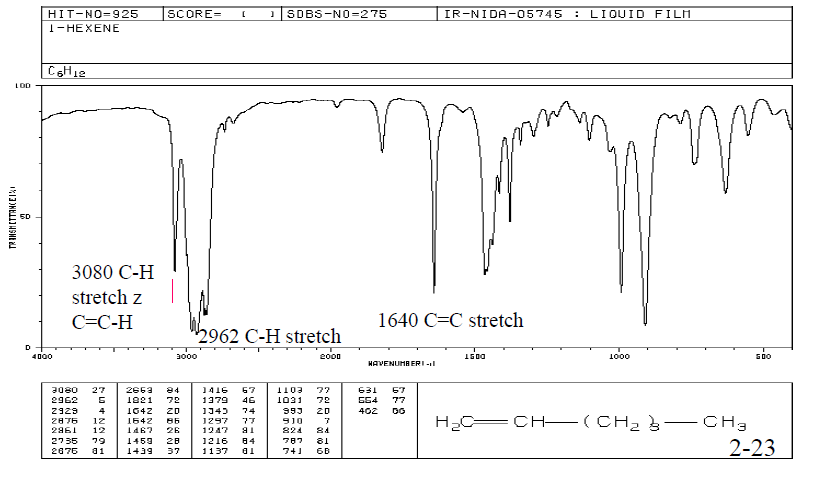 HIT-NO=925 SCORE= ( ) SDBS-NO=275 IR-NIDA-05745 : LIQUID FILM
1-HEXENE
C6H12
100
50
0
TRANSMITTANCE(%)
3080 C-H
stretch z
C=C-H
2962 C-H stretch
1640 C=C stretch
4000 3000 2000 1500 1000 500
WAVENUMBER(-1)
3080 27 2653 84 1416 57 1103 77 631 57
2962 5 1821 72 1379 46 1031 72 554 77
2929 4 1642 20 1343 74 993 20 462 86
2876 12 1642 86 1297 77 910 7
2861 12 1467 26 1247 81 824 84
2735 79 1459 28 1216 84 787 81
2675 81 1439 37 1137 81 741 68
H2C═CH—(CH2)3—CH3
2-23